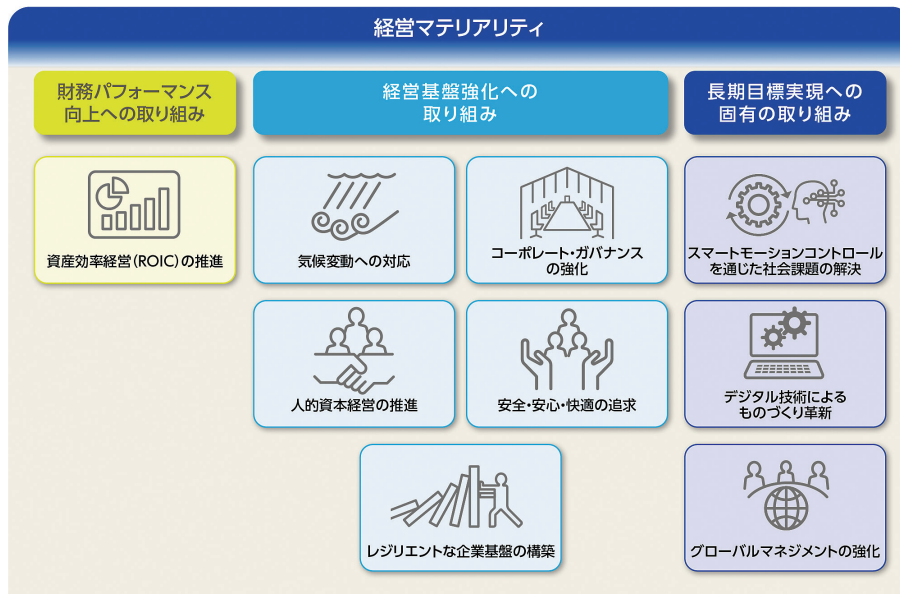 経営マテリアリティ
財務パフォーマンス
向上への取り組み
経営基盤強化への
取り組み
長期目標実現への
固有の取り組み
資産効率経営(ROIC)の推進
気候変動への対応
コーポレート・ガバナンス
の強化
スマートモーションコントロール
を通じた社会課題の解決
人的資本経営の推進
安全・安心・快適の追求
デジタル技術による
ものづくり革新
レジリエントな企業基盤の構築
グローバルマネジメントの強化